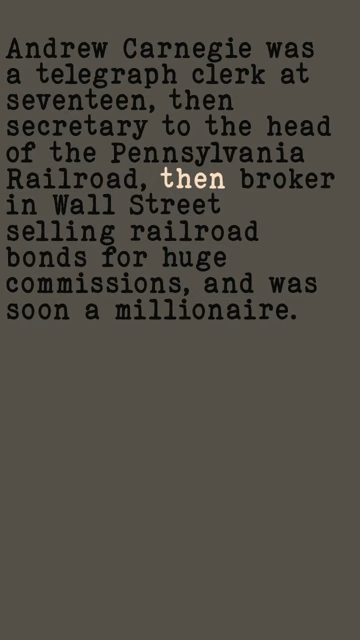 Andrew Carnegie was
a telegraph clerk at
seventeen, then
secretary to the head
of the Pennsylvania
Railroad, then broker
in Wall Street
selling railroad
bonds for huge
commissions, and was
soon a millionaire.